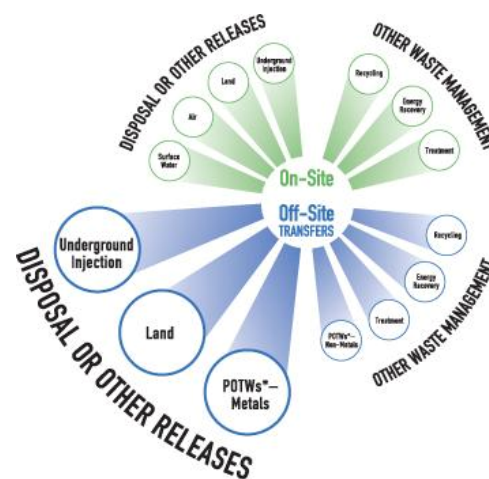 DISPOSAL OR OTHER RELEASES
Surface
Water
Air
Land
Underground
Injection
OTHER WASTE MANAGEMENT
Recycling
Energy
Recovery
Treatment
On-Site
Off-Site
TRANSFERS
DISPOSAL OR OTHER RELEASES
Underground
Injection
Land
POTWs*—
Metals
OTHER WASTE MANAGEMENT
Recycling
Energy
Recovery
Treatment
POTWs*—
Non-Metals